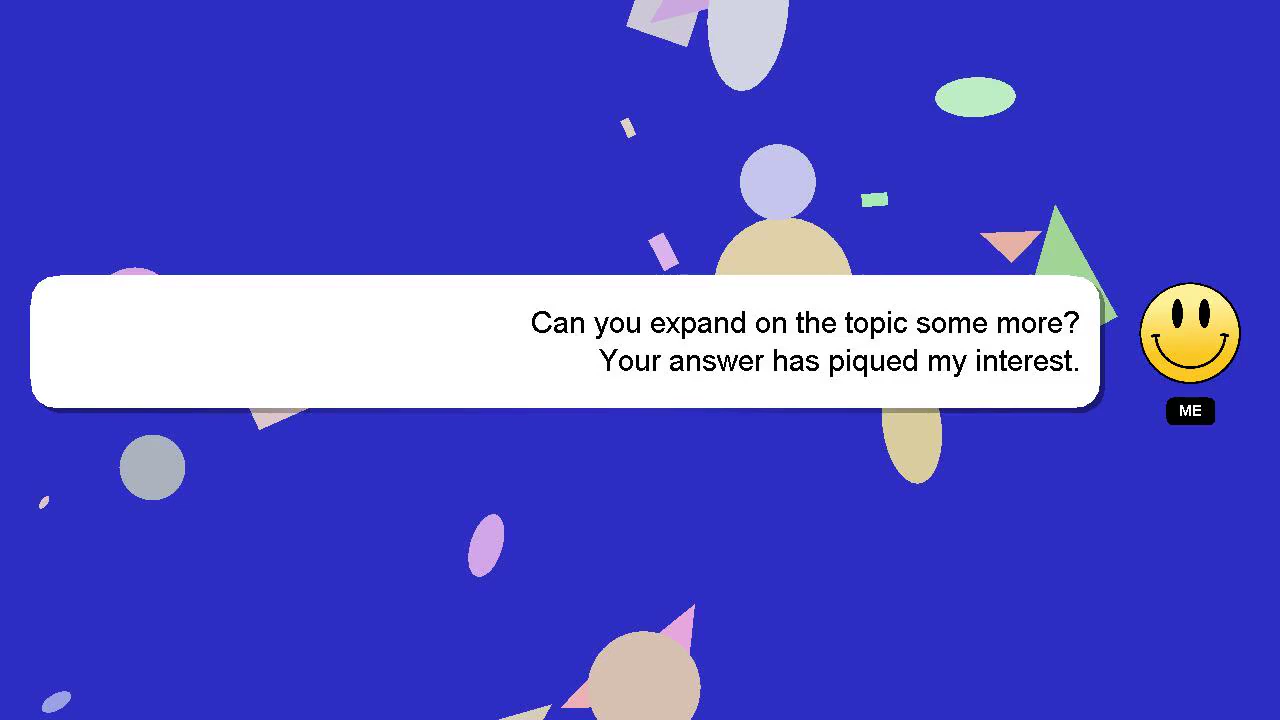 Can you expand on the topic some more?
Your answer has piqued my interest.
ME